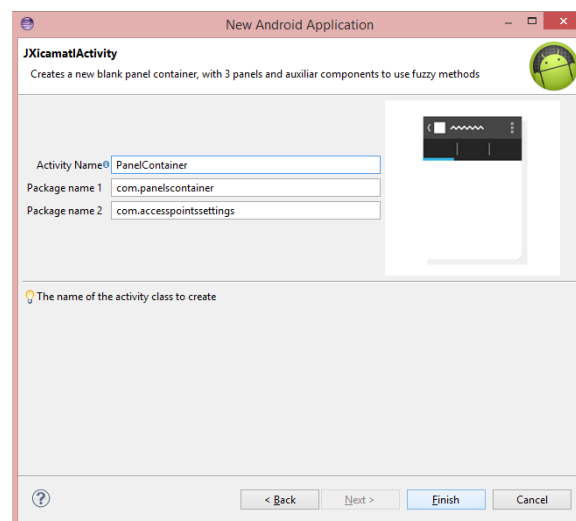 New Android Application
JXicamatlActivity
Creates a new blank panel container, with 3 panels and auxiliar components to use fuzzy methods
Activity Name PanelContainer
Package name 1 com.panelscontainer
Package name 2 com.accesspointssettings
The name of the activity class to create
< Back Next > Finish Cancel